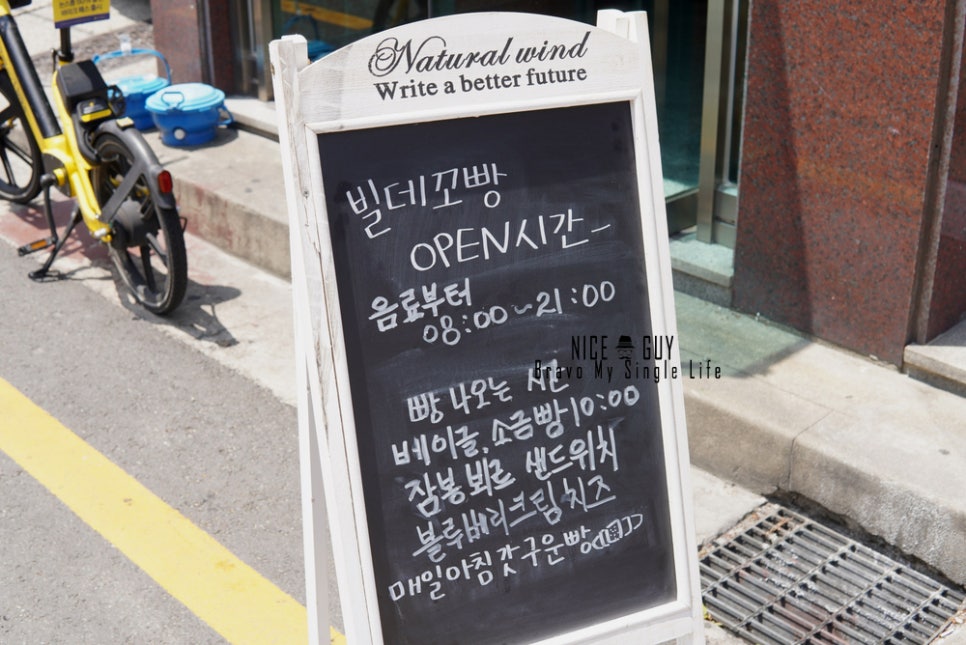 Natural wind
Write a better future
빌데꼬빵
OPEN시간~
음료부터
08:00~21:00
NICE GUY
Bravo My Single Life
빵 나오는 시간
베이글, 소금빵 10:00
잠봉뵈르 샌드위치
블루베리크림치즈
매일아침갓구운빵